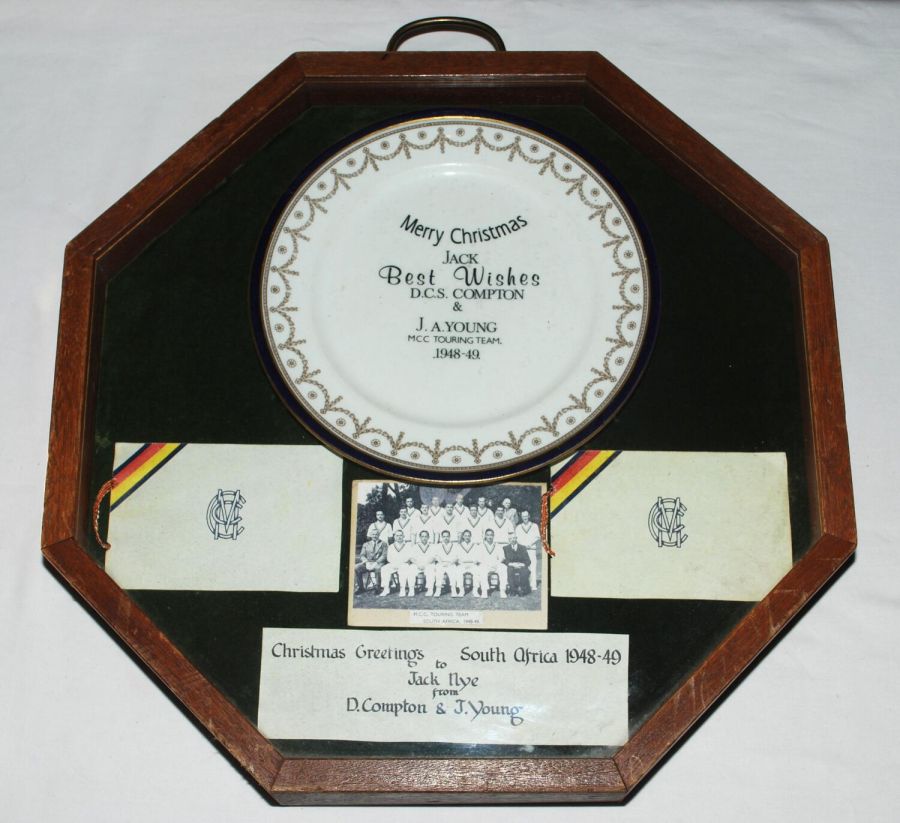 Merry Christmas
JACK
Best Wishes
D.C.S. COMPTON
&
J. A. YOUNG
MCC TOURING TEAM.
1948-49.
MCC
MCC
M.C.C. TOURING TEAM
SOUTH AFRICA, 1948-49.
Christmas Greetings South Africa 1948-49
to
Jack Nye
from
D. Compton & J. Young